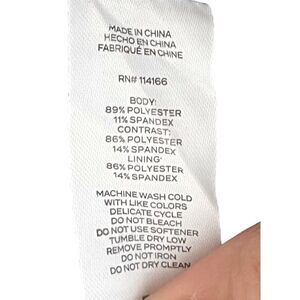 MADE IN CHINA
HECHO EN CHINA
FABRIQUÉ EN CHINE
RN# 114166
BODY:
89% POLYESTER
11% SPANDEX
CONTRAST:
86% POLYESTER
14% SPANDEX
LINING:
86% POLYESTER
14% SPANDEX
MACHINE WASH COLD
WITH LIKE COLORS
DELICATE CYCLE
DO NOT BLEACH
DO NOT USE SOFTENER
TUMBLE DRY LOW
REMOVE PROMPTLY
DO NOT IRON
DO NOT DRY CLEAN